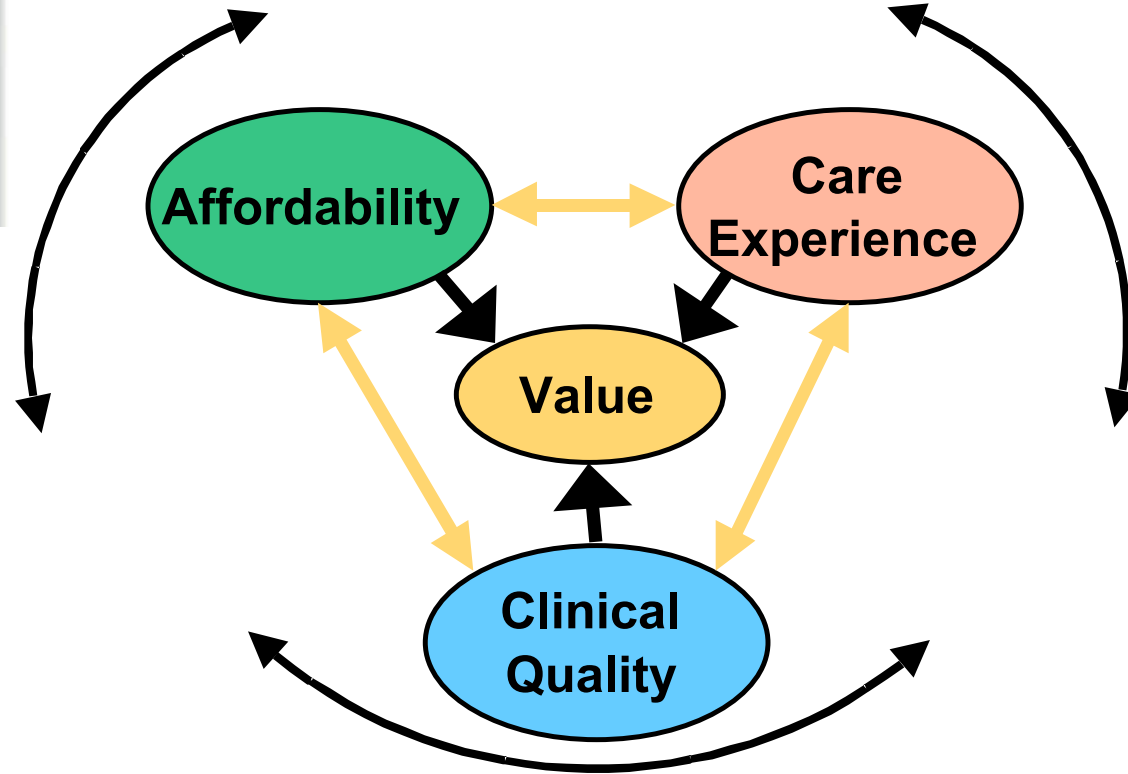 Affordability
Care
Experience
Value
Clinical
Quality